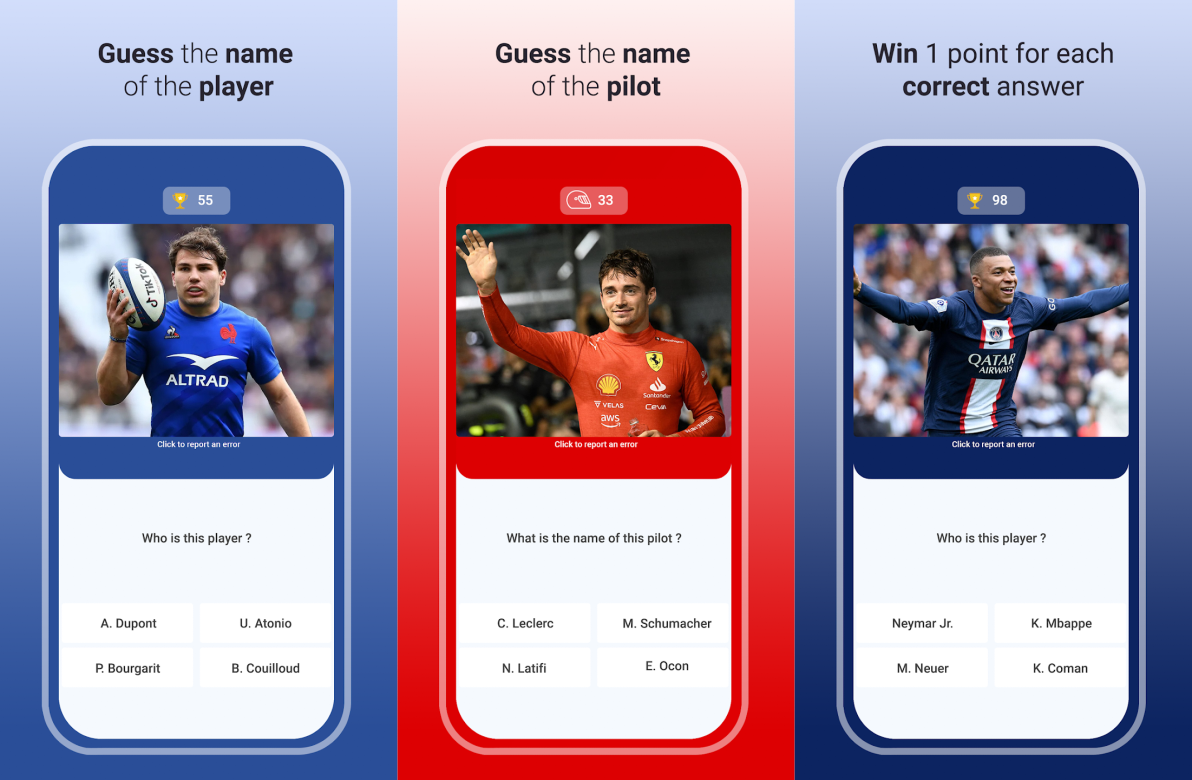 Guess the name
of the player
55
TIKTOK
ALTRAD
Click to report an error
Who is this player ?
A. Dupont
U. Atonio
P. Bourgarit
B. Couilloud
Guess the name
of the pilot
33
Santander
VELAS
Ceva
aws
Click to report an error
What is the name of this pilot ?
C. Leclerc
M. Schumacher
N. Latifi
E. Ocon
Win 1 point for each
correct answer
98
QATAR
AIRWAYS
Click to report an error
Who is this player ?
Neymar Jr.
K. Mbappe
M. Neuer
K. Coman